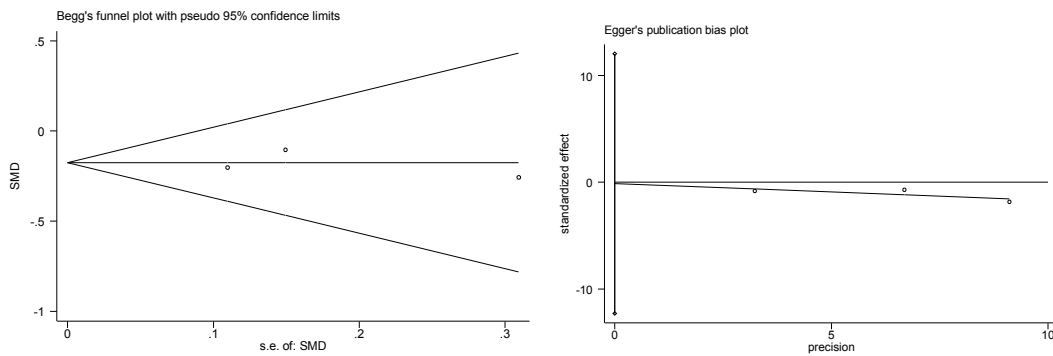 Begg's funnel plot with pseudo 95% confidence limits
.5
0
-.5
-1
SMD
0
.1
.2
.3
s.e. of: SMD
Egger's publication bias plot
10
0
-10
standardized effect
0
5
10
precision